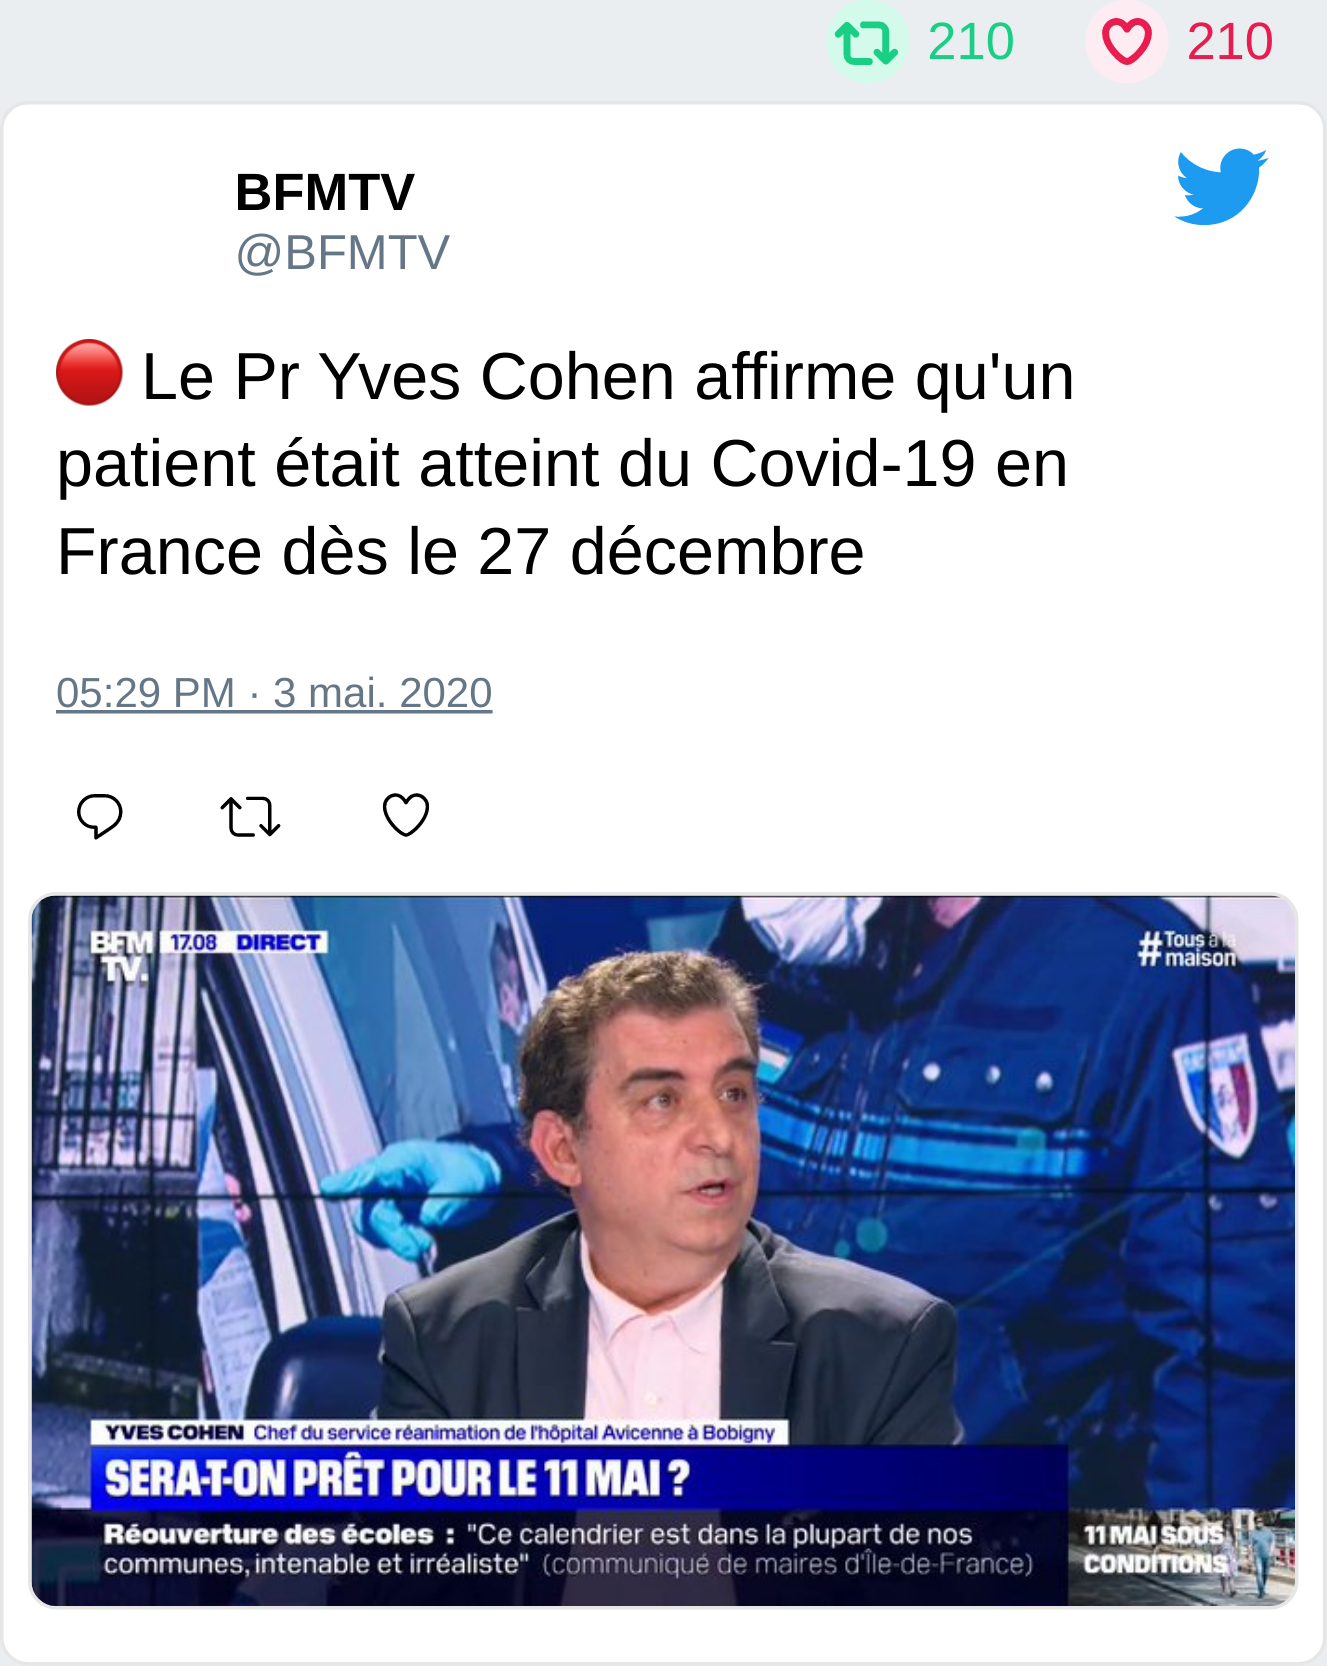 210 210
BFMTV
@BFMTV
🔴 Le Pr Yves Cohen affirme qu'un
patient était atteint du Covid-19 en
France dès le 27 décembre
05:29 PM · 3 mai. 2020
BFM 17.08 DIRECT
TV.
#Tous à la
maison
YVES COHEN Chef du service réanimation de l'hôpital Avicenne à Bobigny
SERA-T-ON PRÊT POUR LE 11 MAI ?
Réouverture des écoles : "Ce calendrier est dans la plupart de nos
communes, intenable et irréaliste" (communiqué de maires d'Île-de-France)
11 MAI SOUS
CONDITIONS